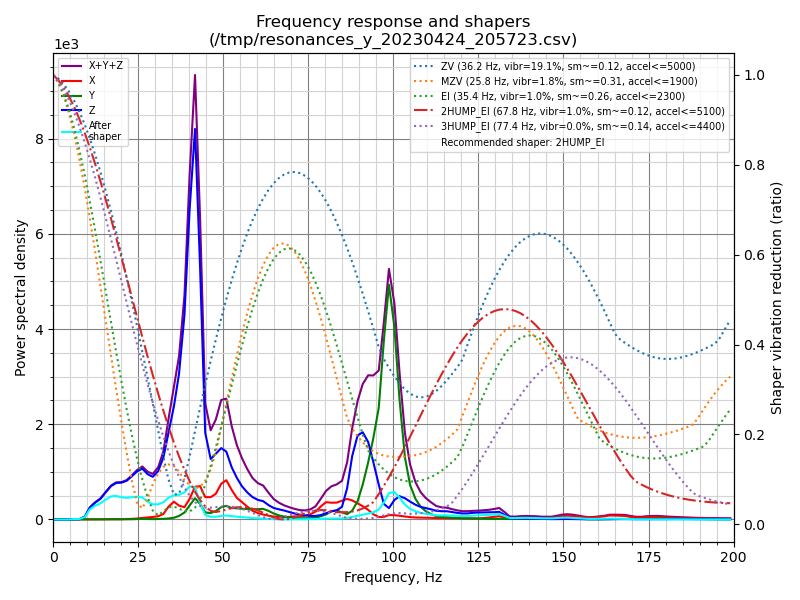 Frequency response and shapers
(/tmp/resonances_y_20230424_205723.csv)
1e3
X+Y+Z
X
Y
Z
After
shaper
ZV (36.2 Hz, vibr=19.1%, sm~=0.12, accel<=5000)
MZV (25.8 Hz, vibr=1.8%, sm~=0.31, accel<=1900)
EI (35.4 Hz, vibr=1.0%, sm~=0.26, accel<=2300)
2HUMP_EI (67.8 Hz, vibr=1.0%, sm~=0.12, accel<=5100)
3HUMP_EI (77.4 Hz, vibr=0.0%, sm~=0.14, accel<=4400)
Recommended shaper: 2HUMP_EI
Power spectral density
8
6
4
2
0
1.0
0.8
0.6
0.4
0.2
0.0
Shaper vibration reduction (ratio)
0 25 50 75 100 125 150 175 200
Frequency, Hz